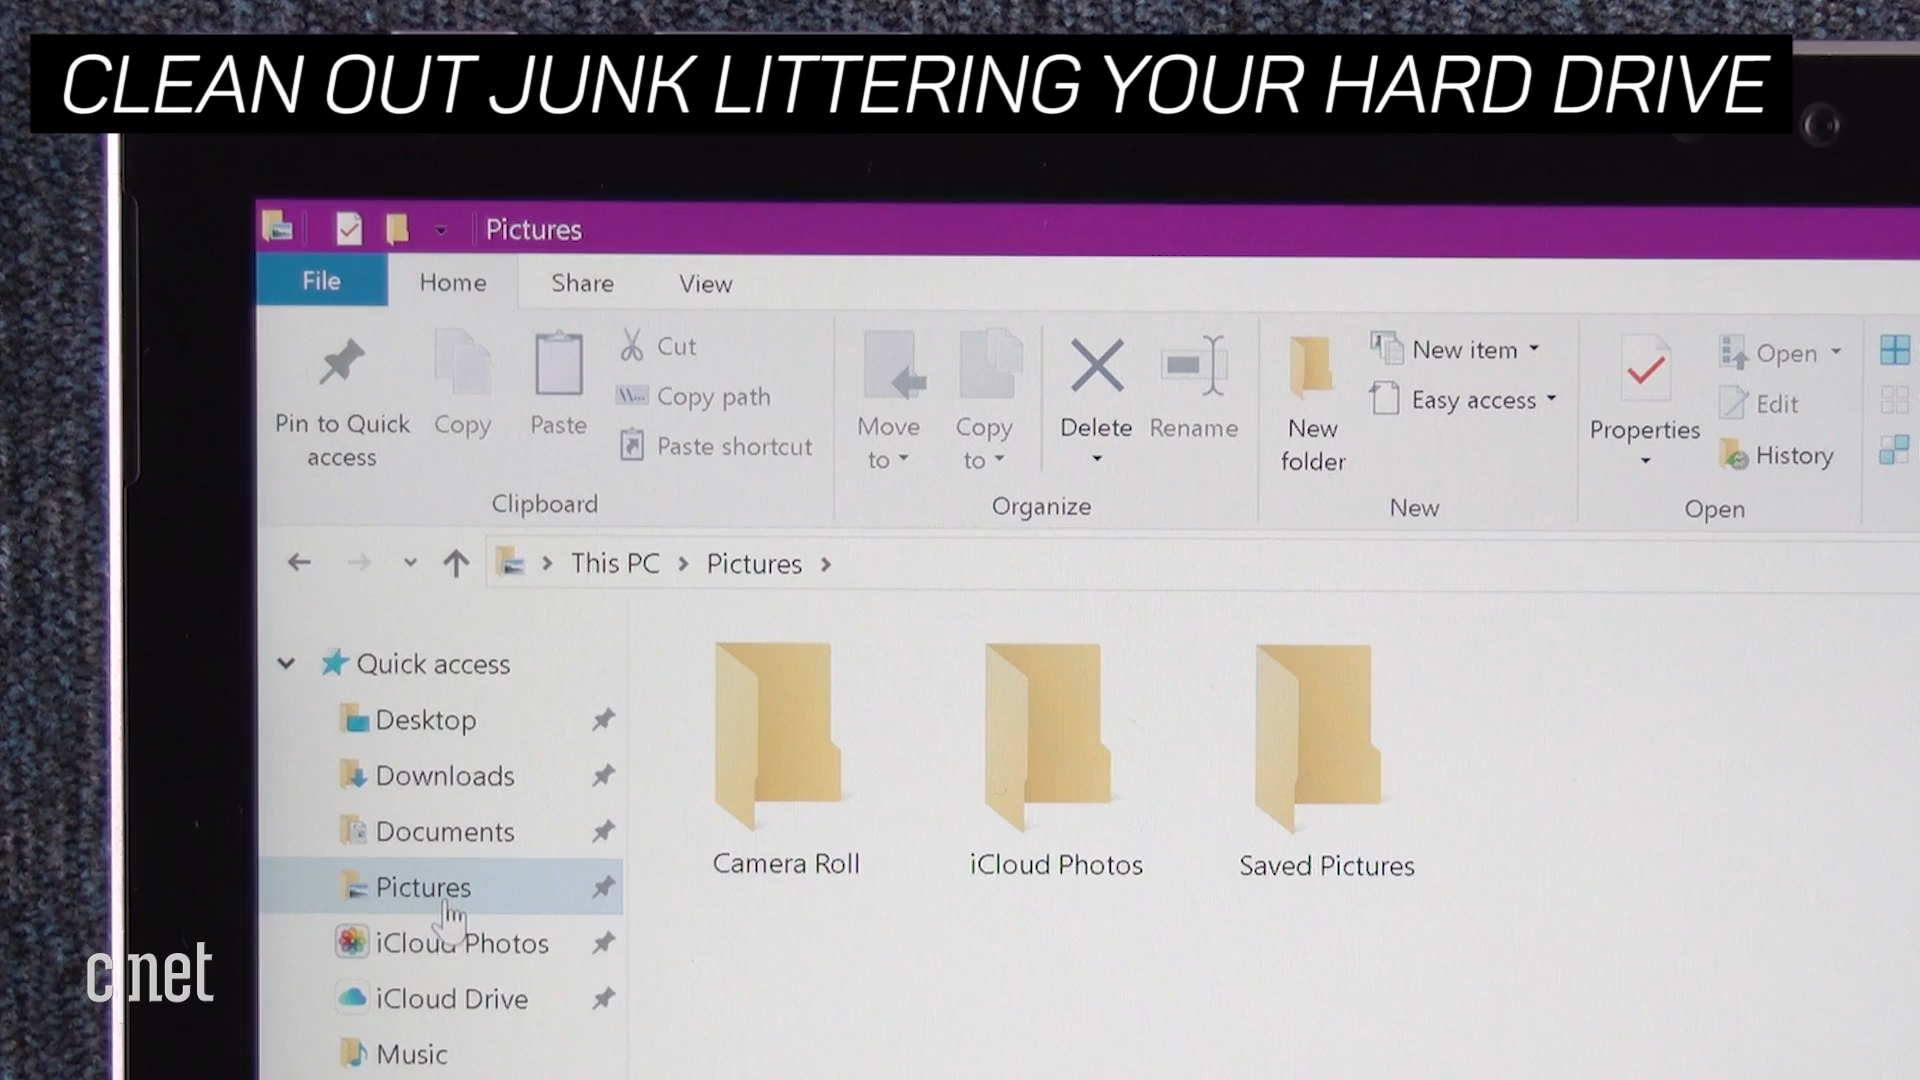 CLEAN OUT JUNK LITTERING YOUR HARD DRIVE
Pictures
File Home Share View
Pin to Quick access
Copy
Paste
Cut
Copy path
Paste shortcut
Clipboard
Move to
Copy to
Delete
Rename
Organize
New folder
New item
Easy access
New
Properties
Open
Edit
History
Open
This PC > Pictures >
Quick access
Desktop
Downloads
Documents
Pictures
iCloud Photos
iCloud Drive
Music
Camera Roll
iCloud Photos
Saved Pictures
c|net